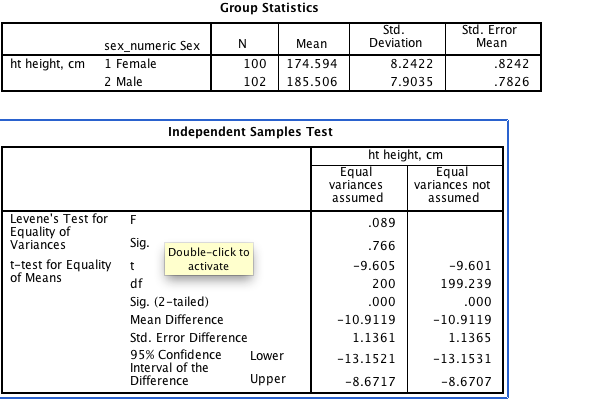 Group Statistics
sex_numeric Sex N Mean Std. Deviation Std. Error Mean
ht height, cm 1 Female 100 174.594 8.2422 .8242
2 Male 102 185.506 7.9035 .7826
Independent Samples Test
ht height, cm
Equal variances assumed Equal variances not assumed
Levene's Test for Equality of Variances F .089
Sig. .766
Double-click to activate
t-test for Equality of Means t -9.605 -9.601
df 200 199.239
Sig. (2-tailed) .000 .000
Mean Difference -10.9119 -10.9119
Std. Error Difference 1.1361 1.1365
95% Confidence Interval of the Difference Lower -13.1521 -13.1531
Upper -8.6717 -8.6707